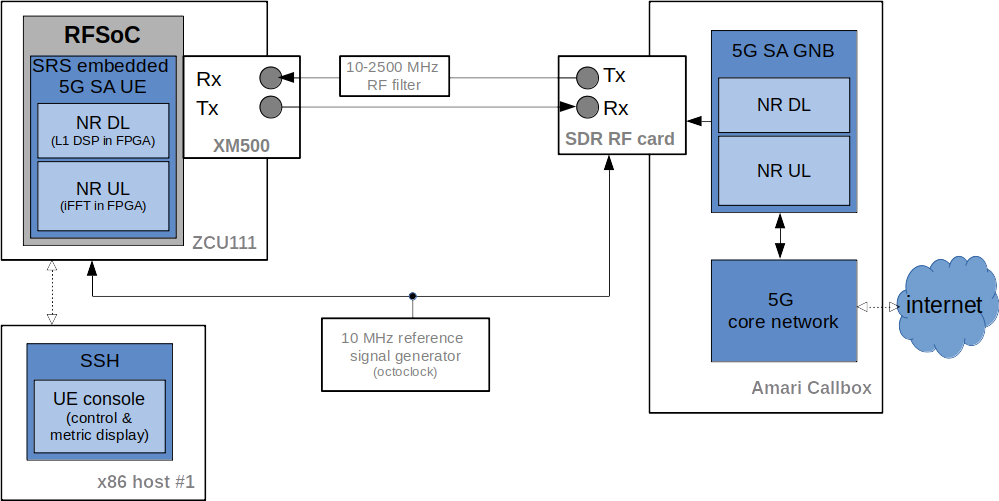 RFSoC
SRS embedded
5G SA UE
NR DL
(L1 DSP in FPGA)
NR UL
(iFFT in FPGA)
Rx
Tx
XM500
ZCU111
10-2500 MHz
RF filter
Tx
Rx
SDR RF card
5G SA GNB
NR DL
NR UL
5G
core network
Amari Callbox
internet
10 MHz reference
signal generator
(octoclock)
SSH
UE console
(control &
metric display)
x86 host #1